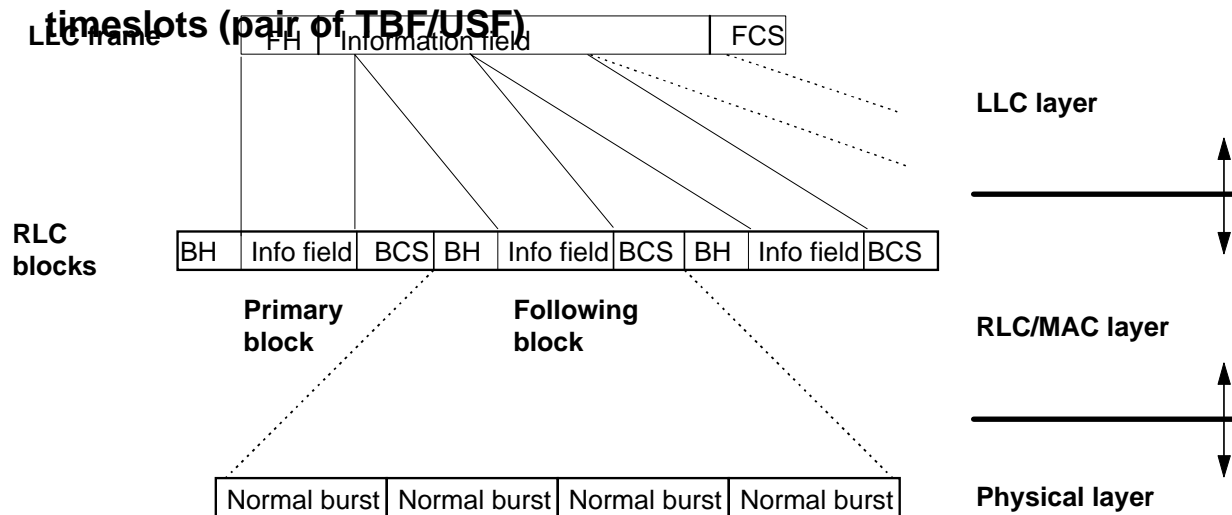 timeslots (pair of TBF/USF)
LLC frame FH Information field FCS
LLC layer
RLC blocks
BH Info field BCS BH Info field BCS BH Info field BCS
Primary block
Following block
RLC/MAC layer
Normal burst Normal burst Normal burst Normal burst
Physical layer